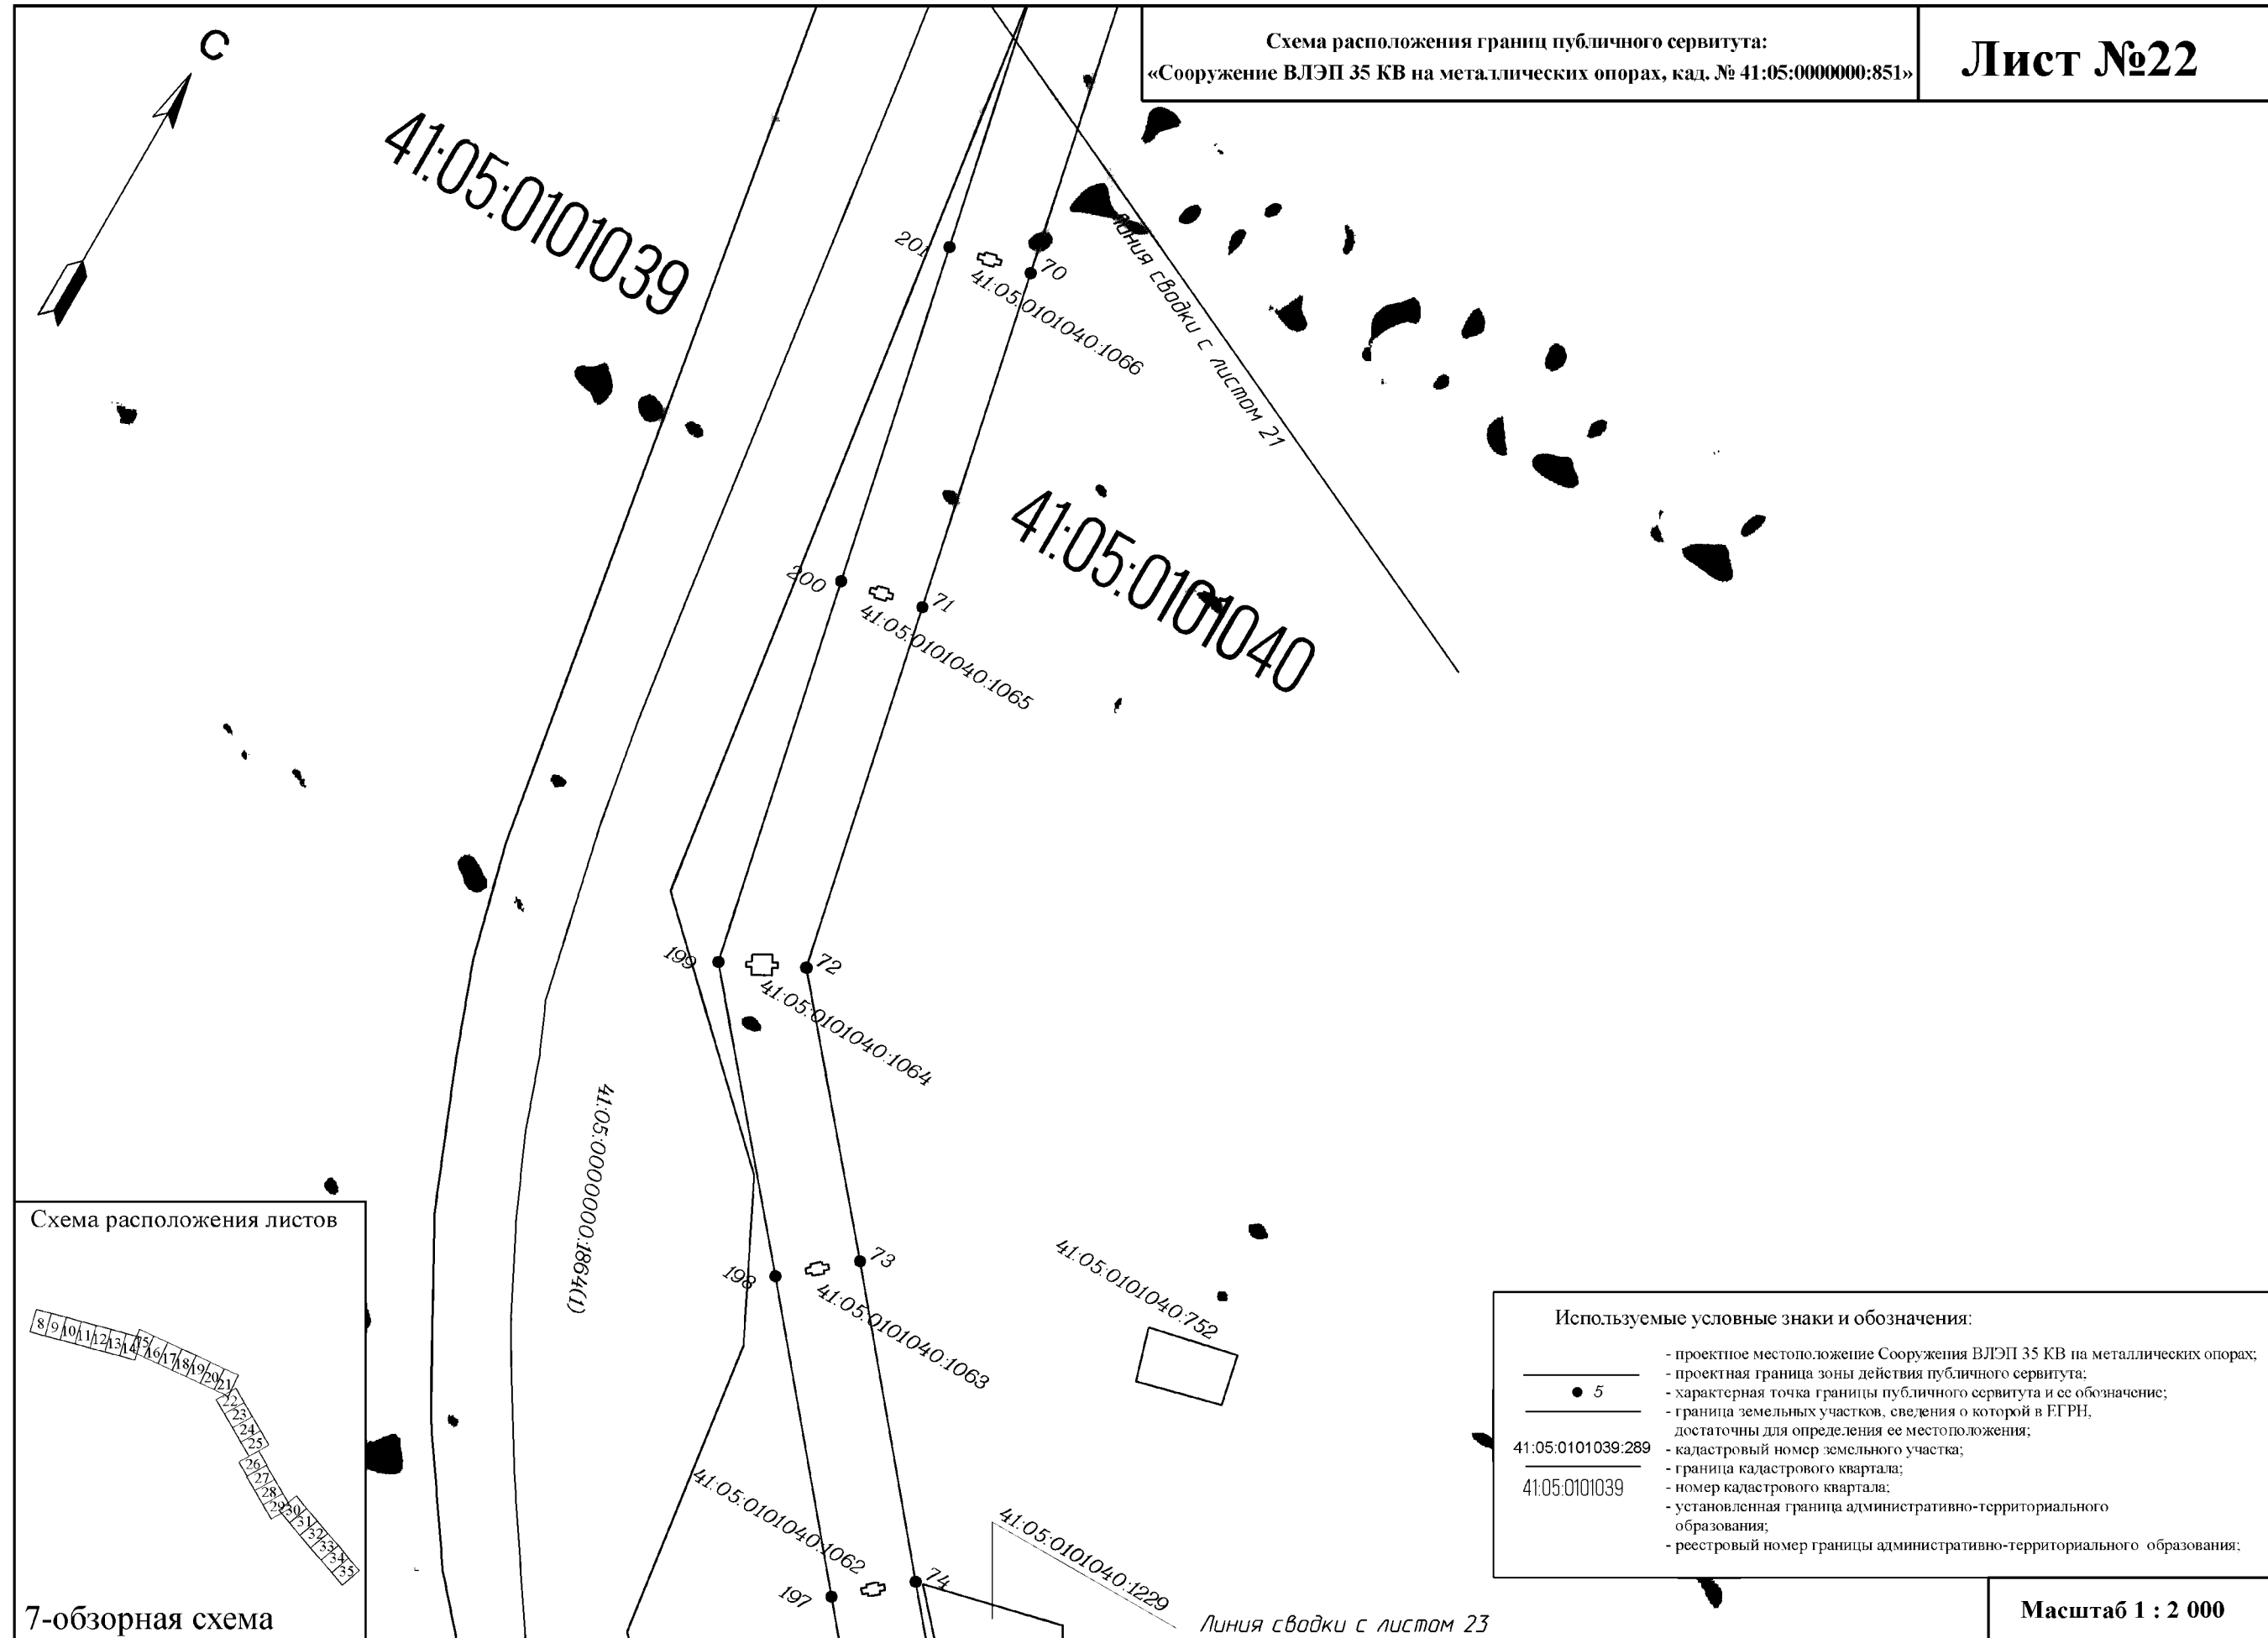 Схема расположения границ публичного сервитута:
«Сооружение ВЛЭП 35 КВ на металлических опорах, кад. № 41:05:0000000:851»
Лист №22
С
41:05:0101039
201
70
41:05:0101040:1066
линия сводки с листом 21
41:05:0101040
200
71
41:05:0101040:1065
199
72
41:05:0101040:1064
41:05:0000000:1864(1)
198
73
41:05:0101040:1063
41:05:0101040:752
41:05:0101040:1062
197
74
41:05:0101040:1229
Линия сводки с листом 23
Схема расположения листов
8 9 10 11 12 13 14 15 16 17 18 19 20 21
22
23
24
25
26
27
28
29 30
31
32
33
34
35
7-обзорная схема
Используемые условные знаки и обозначения:
- проектное местоположение Сооружения ВЛЭП 35 КВ на металлических опорах;
- проектная граница зоны действия публичного сервитута;
5 - характерная точка границы публичного сервитута и ее обозначение;
- граница земельных участков, сведения о которой в ЕГРН,
достаточны для определения ее местоположения;
41:05:0101039:289 - кадастровый номер земельного участка;
- граница кадастрового квартала;
41:05:0101039 - номер кадастрового квартала;
- установленная граница административно-территориального
образования;
- реестровый номер границы административно-территориального образования;
Масштаб 1 : 2 000